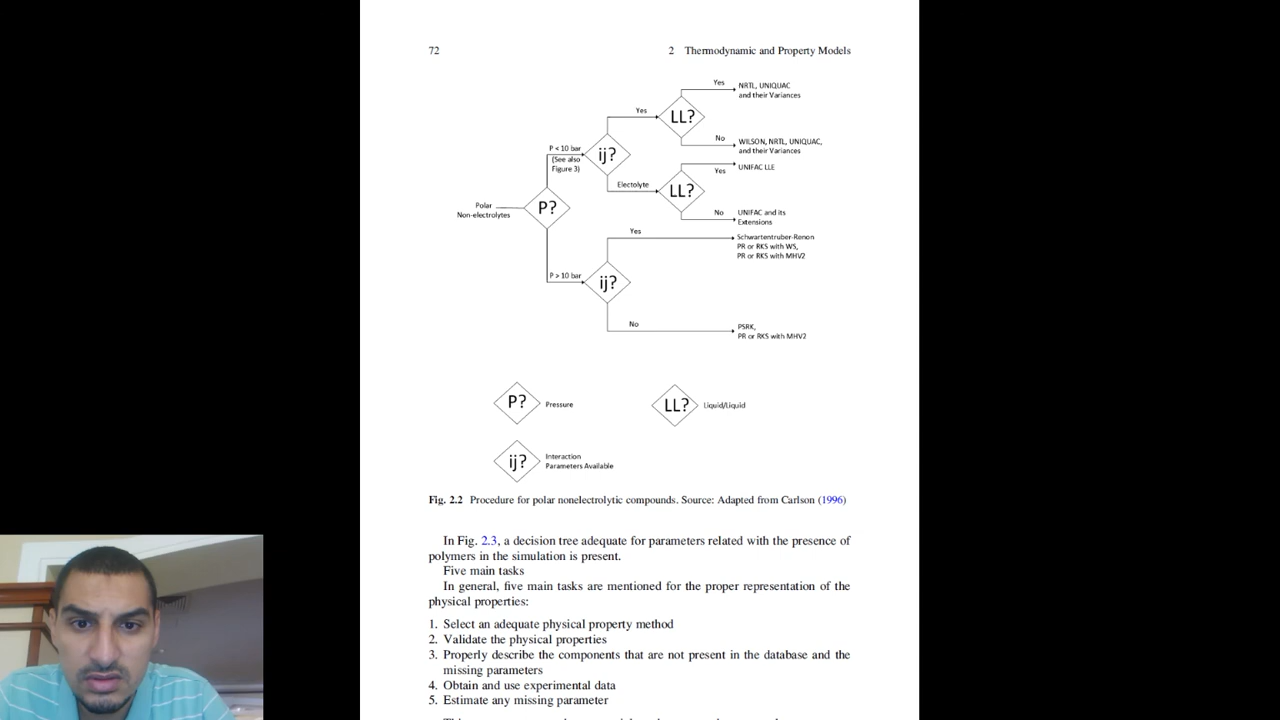 72
2 Thermodynamic and Property Models
Yes
NRTL, UNIQUAC
and their Variances
LL?
Yes
No
WILSON, NRTL, UNIQUAC,
and their Variances
P < 10 bar
(See also
Figure 3)
ij?
Yes
UNIFAC LLE
Electolyte
LL?
No
UNIFAC and its
Extensions
Polar
Non-electrolytes
P?
Yes
Schwartentruber-Renon
PR or RKS with WS,
PR or RKS with MHV2
P > 10 bar
ij?
No
PSRK,
PR or RKS with MHV2
P?
Pressure
LL?
Liquid/Liquid
ij?
Interaction
Parameters Available
Fig. 2.2 Procedure for polar nonelectrolytic compounds. Source: Adapted from Carlson (1996)
In Fig. 2.3, a decision tree adequate for parameters related with the presence of
polymers in the simulation is present.
Five main tasks
In general, five main tasks are mentioned for the proper representation of the
physical properties:
1. Select an adequate physical property method
2. Validate the physical properties
3. Properly describe the components that are not present in the database and the
missing parameters
4. Obtain and use experimental data
5. Estimate any missing parameter